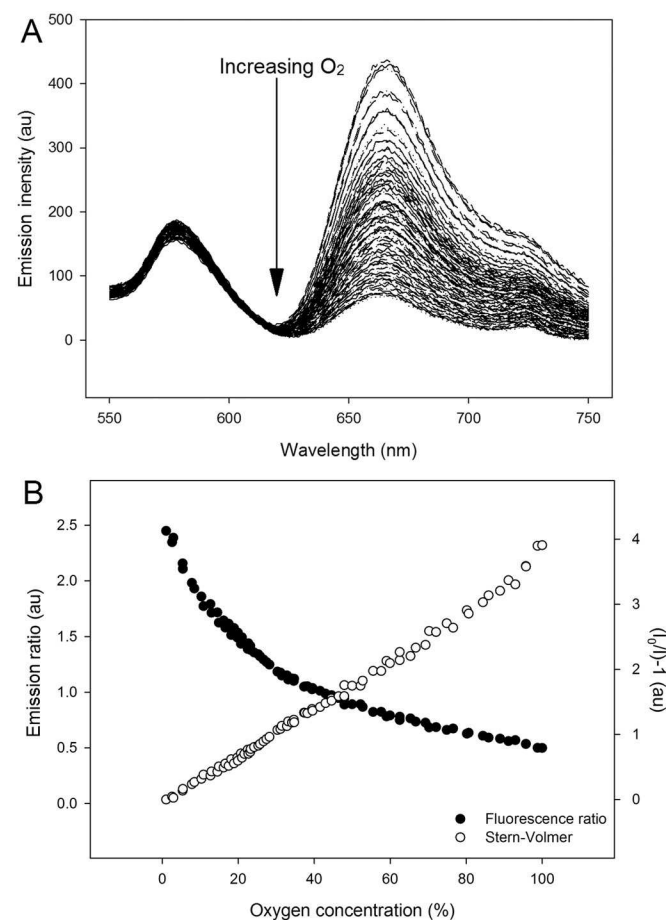 A
500
400
300
200
100
0
Emission inensity (au)
Increasing O₂
550 600 650 700 750
Wavelength (nm)
B
2.5
2.0
1.5
1.0
0.5
0.0
Emission ratio (au)
4
3
2
1
0
(I₀/I)-1 (au)
Fluorescence ratio
Stern-Volmer
0 20 40 60 80 100
Oxygen concentration (%)